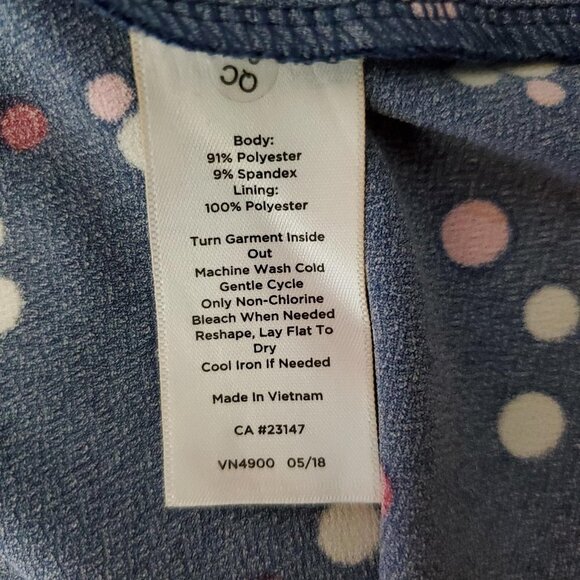 QC
Body:
91% Polyester
9% Spandex
Lining:
100% Polyester
Turn Garment Inside
Out
Machine Wash Cold
Gentle Cycle
Only Non-Chlorine
Bleach When Needed
Reshape, Lay Flat To
Dry
Cool Iron If Needed
Made In Vietnam
CA #23147
VN4900 05/18